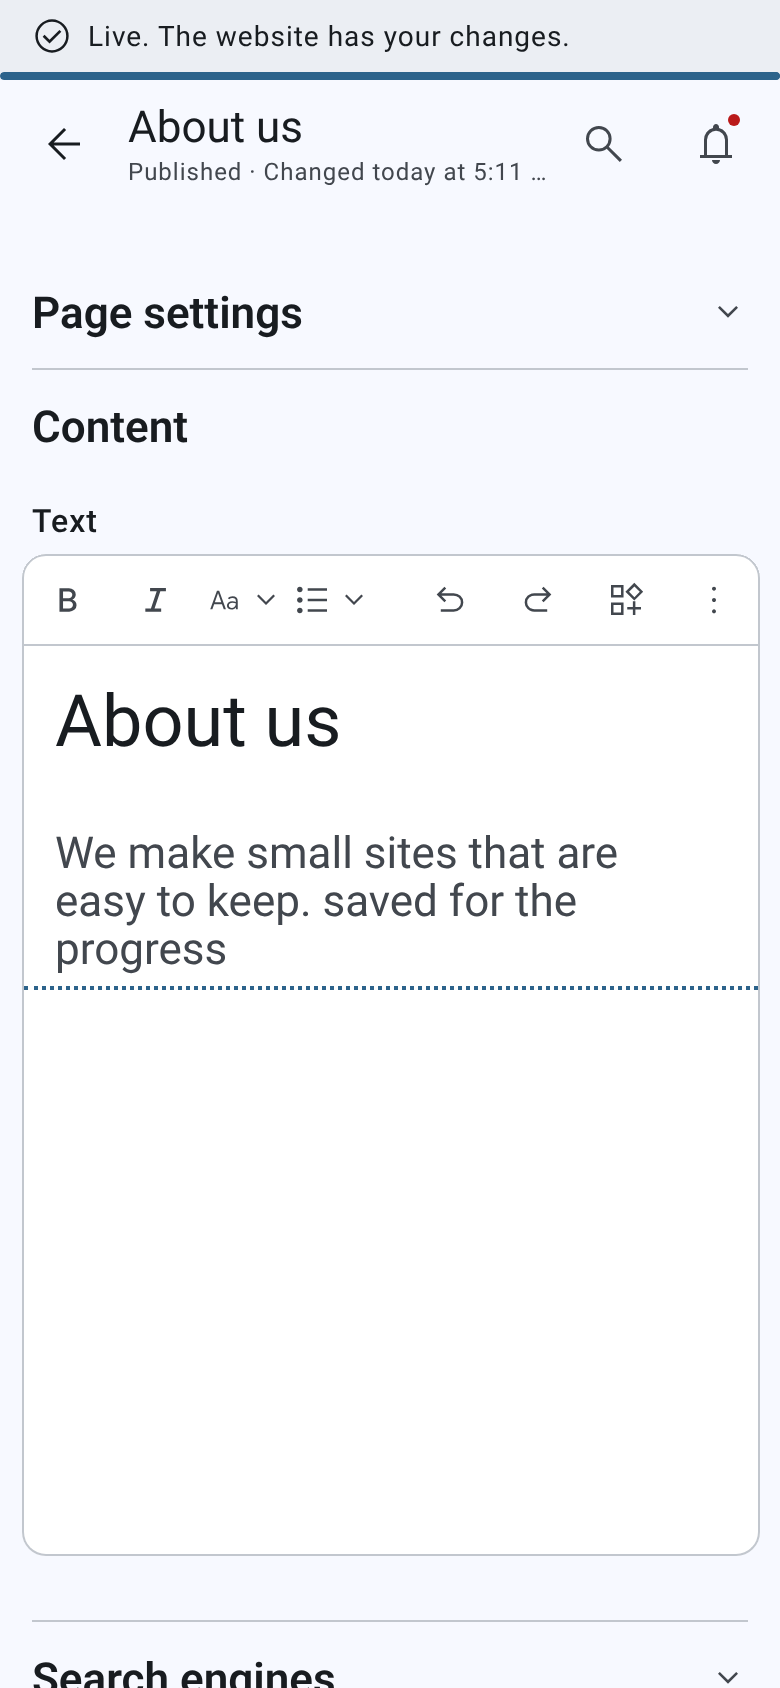 Live. The website has your changes.
About us
Published · Changed today at 5:11 …
Page settings
Content
Text
B I Aa
About us
We make small sites that are
easy to keep. saved for the
progress
Search engines